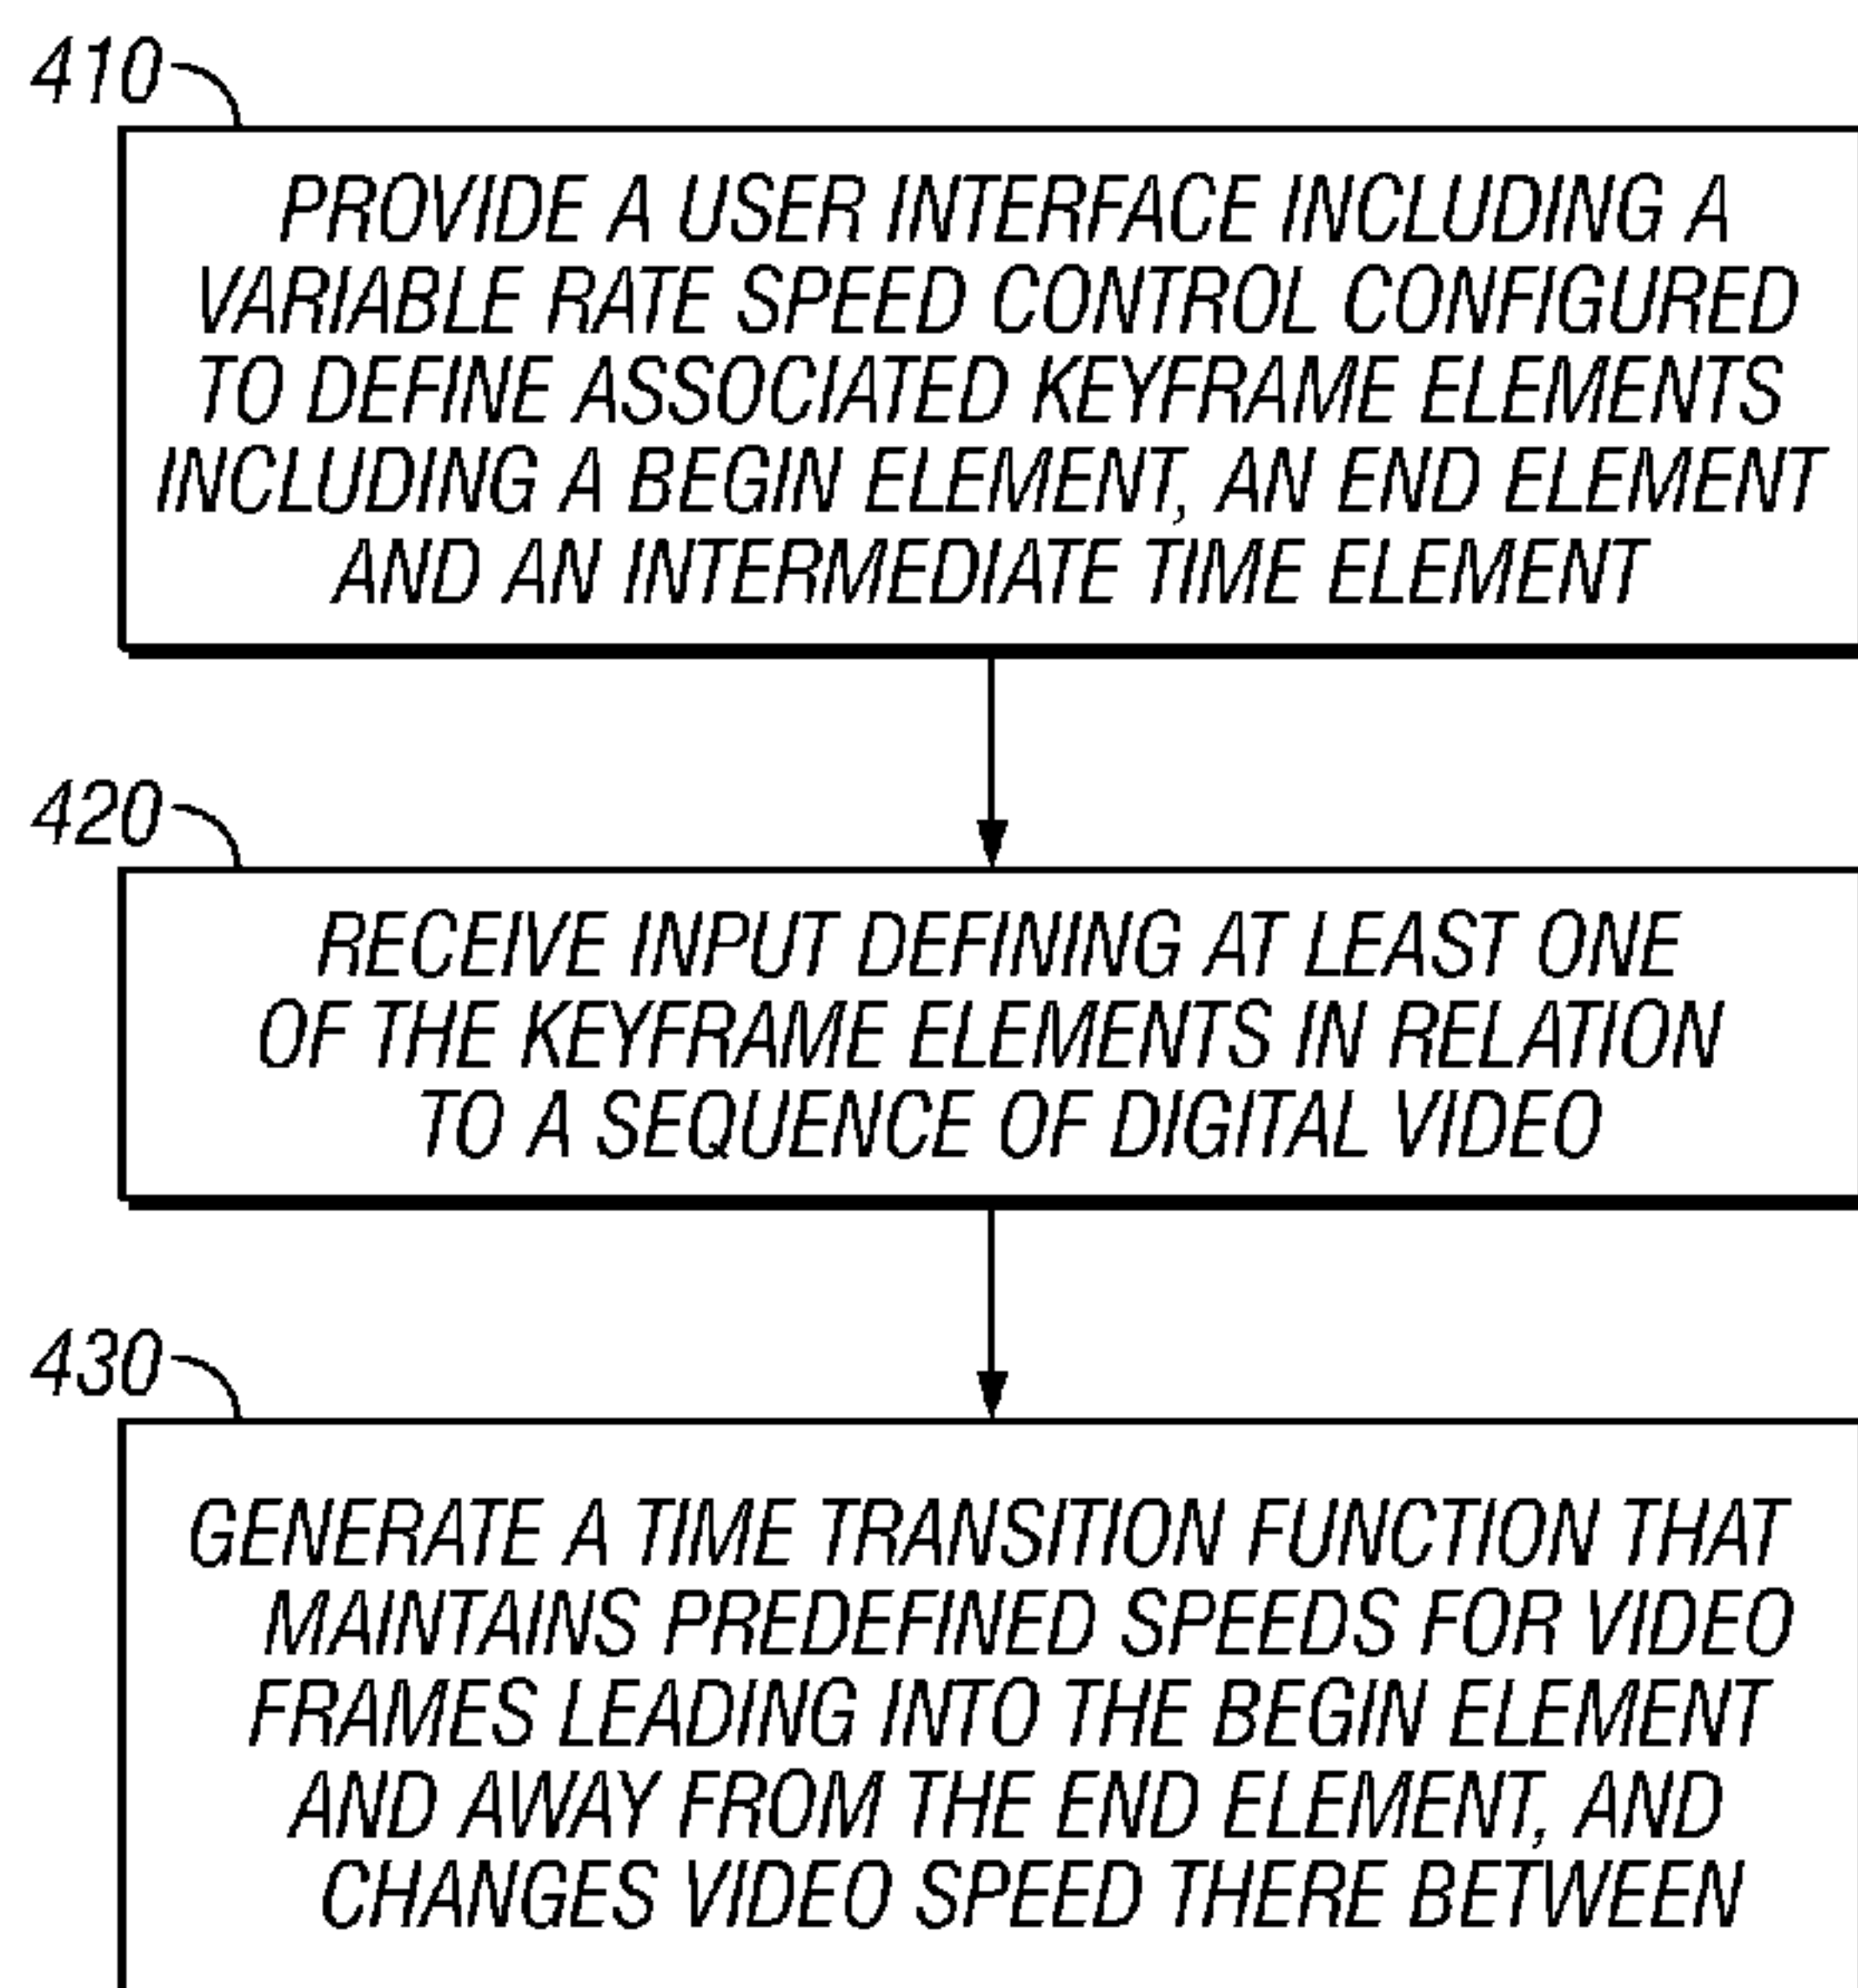 410
PROVIDE A USER INTERFACE INCLUDING A
VARIABLE RATE SPEED CONTROL CONFIGURED
TO DEFINE ASSOCIATED KEYFRAME ELEMENTS
INCLUDING A BEGIN ELEMENT, AN END ELEMENT
AND AN INTERMEDIATE TIME ELEMENT
420
RECEIVE INPUT DEFINING AT LEAST ONE
OF THE KEYFRAME ELEMENTS IN RELATION
TO A SEQUENCE OF DIGITAL VIDEO
430
GENERATE A TIME TRANSITION FUNCTION THAT
MAINTAINS PREDEFINED SPEEDS FOR VIDEO
FRAMES LEADING INTO THE BEGIN ELEMENT
AND AWAY FROM THE END ELEMENT, AND
CHANGES VIDEO SPEED THERE BETWEEN